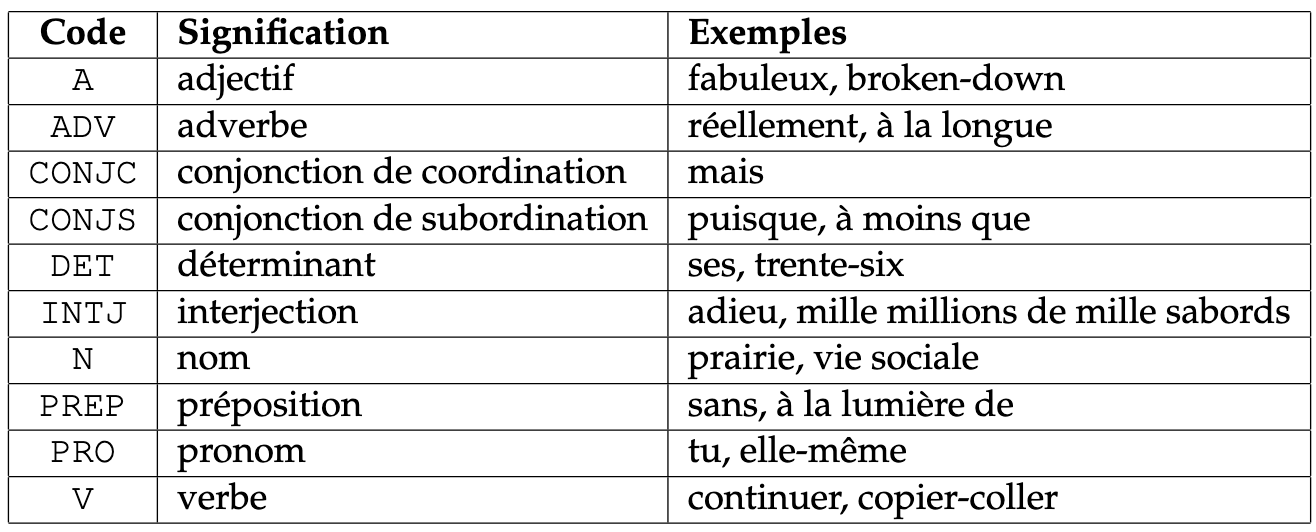 Code Signification Exemples
A adjectif fabuleux, broken-down
ADV adverbe réellement, à la longue
CONJC conjonction de coordination mais
CONJS conjonction de subordination puisque, à moins que
DET déterminant ses, trente-six
INTJ interjection adieu, mille millions de mille sabords
N nom prairie, vie sociale
PREP préposition sans, à la lumière de
PRO pronom tu, elle-même
V verbe continuer, copier-coller